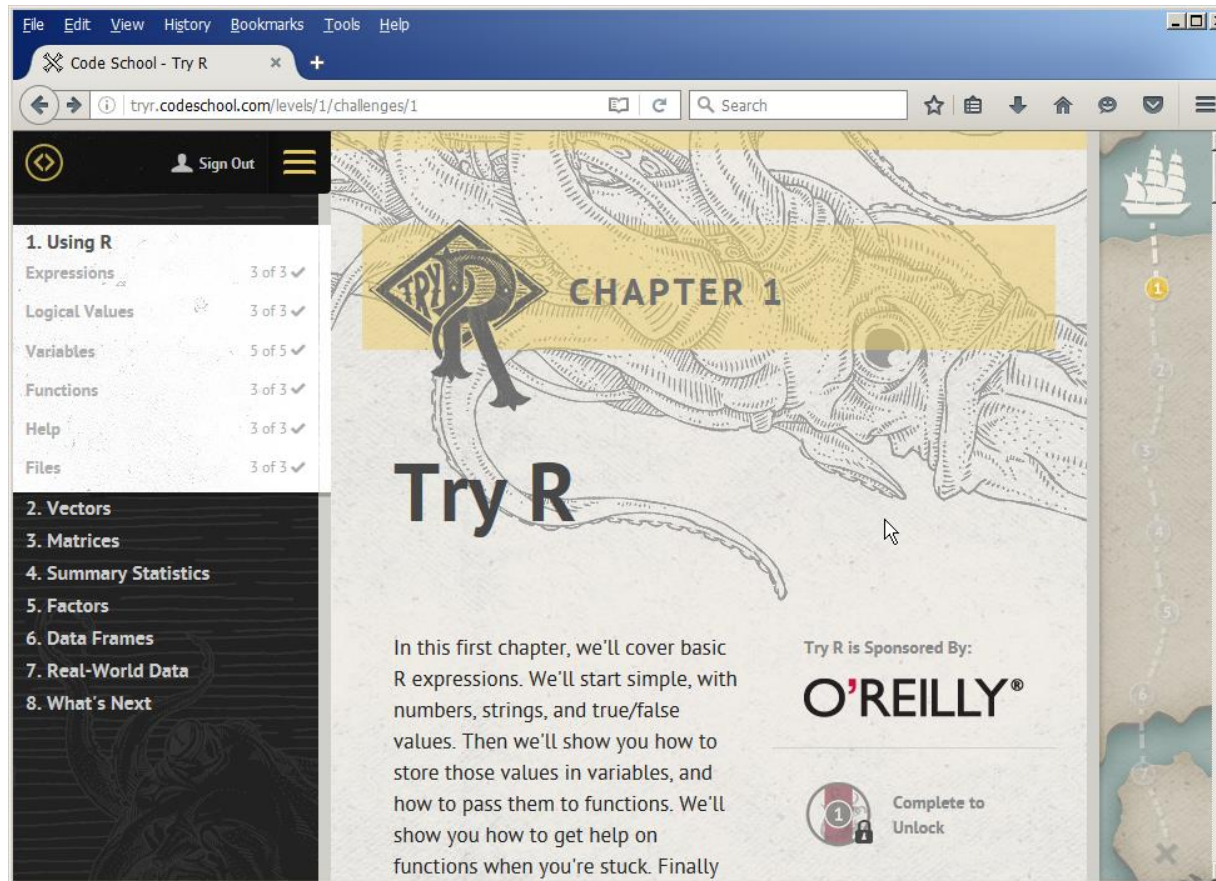 File Edit View History Bookmarks Tools Help
Code School - Try R
tryr.codeschool.com/levels/1/challenges/1
Search
Sign Out
1. Using R
Expressions 3 of 3
Logical Values 3 of 3
Variables 5 of 5
Functions 3 of 3
Help 3 of 3
Files 3 of 3
2. Vectors
3. Matrices
4. Summary Statistics
5. Factors
6. Data Frames
7. Real-World Data
8. What's Next
TRY R
CHAPTER 1
Try R
In this first chapter, we'll cover basic
R expressions. We'll start simple, with
numbers, strings, and true/false
values. Then we'll show you how to
store those values in variables, and
how to pass them to functions. We'll
show you how to get help on
functions when you're stuck. Finally
Try R is Sponsored By:
O'REILLY®
1
Complete to
Unlock
1
2
3
4
5
6
7